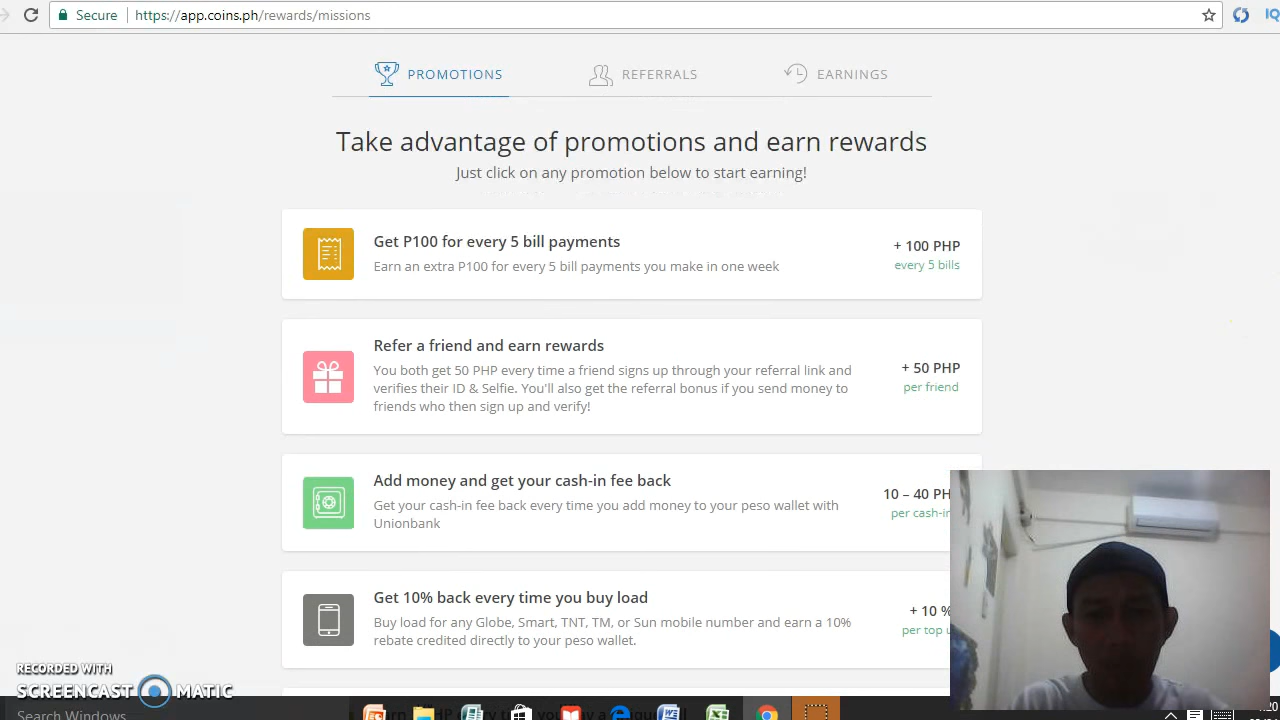 Secure https://app.coins.ph/rewards/missions
IQ
PROMOTIONS REFERRALS EARNINGS
Take advantage of promotions and earn rewards
Just click on any promotion below to start earning!
Get P100 for every 5 bill payments
Earn an extra P100 for every 5 bill payments you make in one week
+ 100 PHP
every 5 bills
Refer a friend and earn rewards
You both get 50 PHP every time a friend signs up through your referral link and
verifies their ID & Selfie. You'll also get the referral bonus if you send money to
friends who then sign up and verify!
+ 50 PHP
per friend
Add money and get your cash-in fee back
Get your cash-in fee back every time you add money to your peso wallet with
Unionbank
10 – 40 PH
per cash-in
Get 10% back every time you buy load
Buy load for any Globe, Smart, TNT, TM, or Sun mobile number and earn a 10%
rebate credited directly to your peso wallet.
+ 10 %
per top u
RECORDED WITH
SCREENCAST MATIC
Search Windows